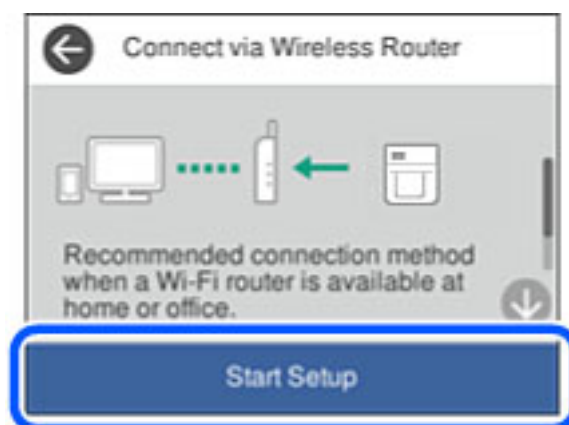 Connect via Wireless Router
Recommended connection method
when a Wi-Fi router is available at
home or office.
Start Setup